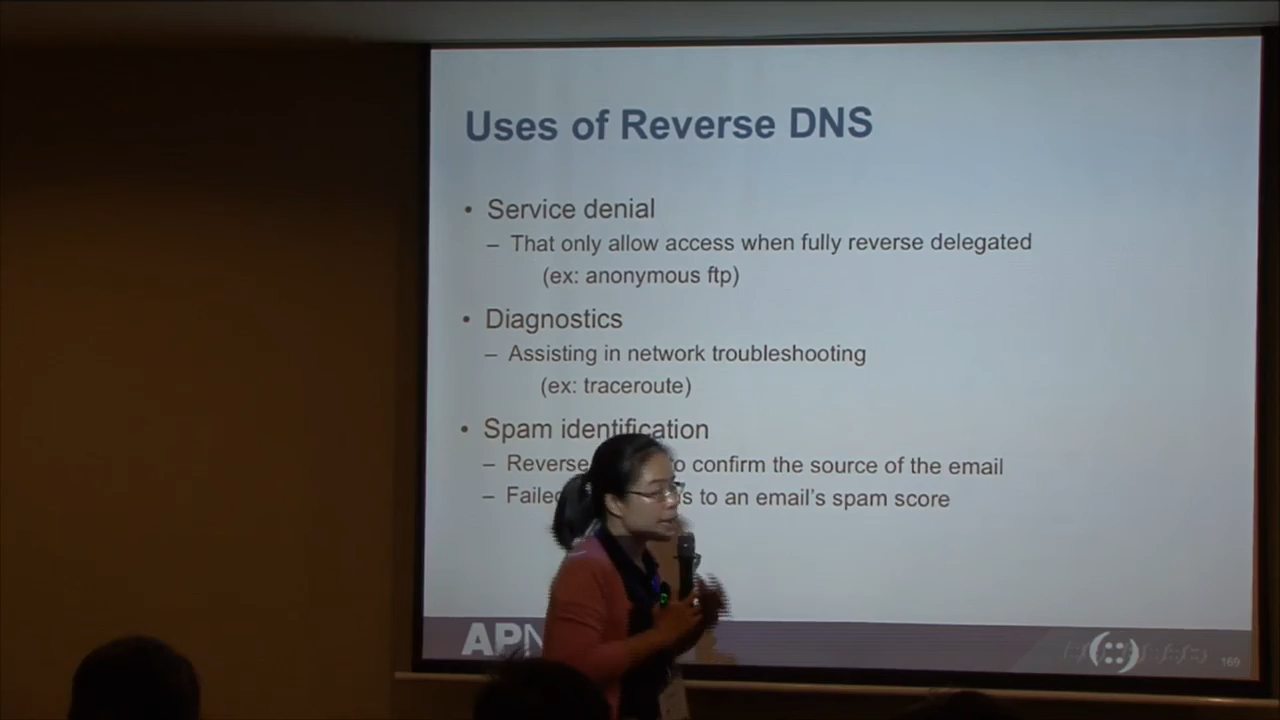 Uses of Reverse DNS
• Service denial
– That only allow access when fully reverse delegated
(ex: anonymous ftp)
• Diagnostics
– Assisting in network troubleshooting
(ex: traceroute)
• Spam identification
– Reverse to confirm the source of the email
– Failed to an email's spam score
APN
169